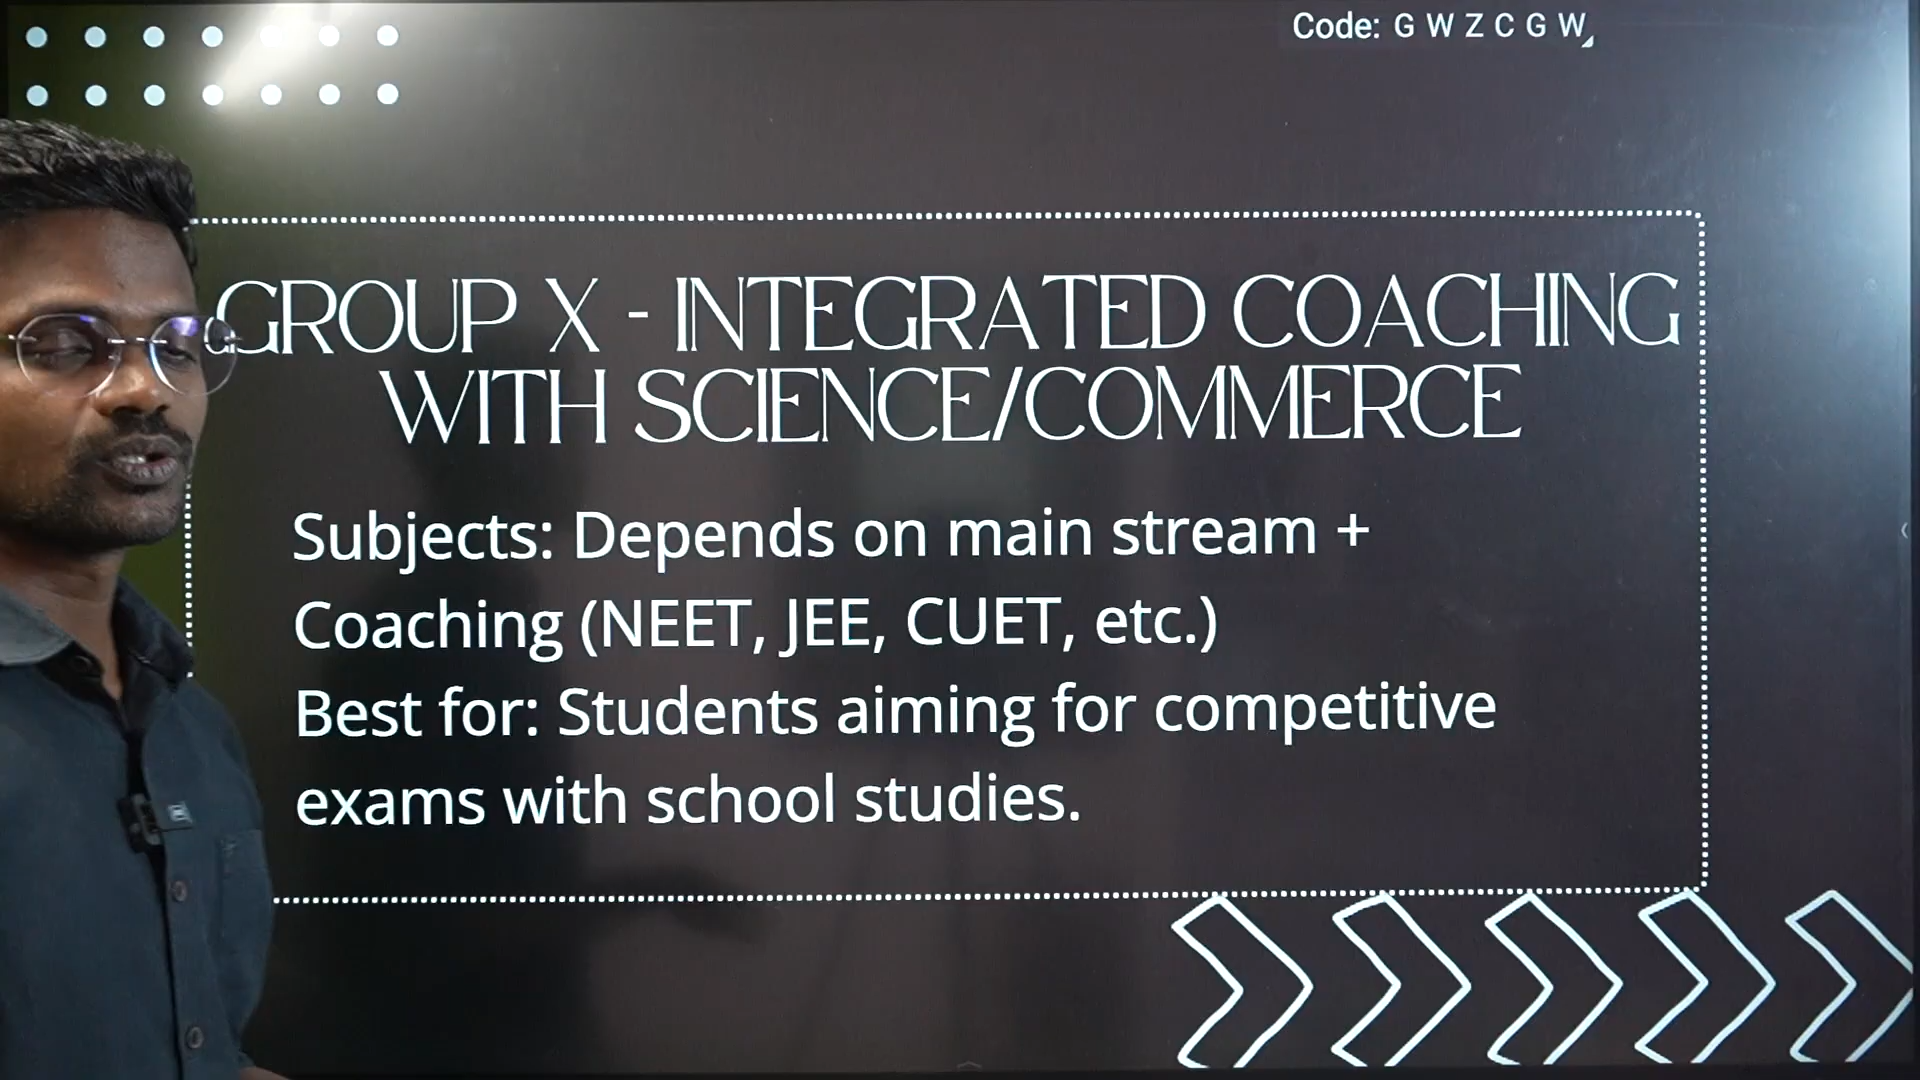 Code: G W Z C G W
GROUP X - INTEGRATED COACHING
WITH SCIENCE/COMMERCE
Subjects: Depends on main stream +
Coaching (NEET, JEE, CUET, etc.)
Best for: Students aiming for competitive
exams with school studies.